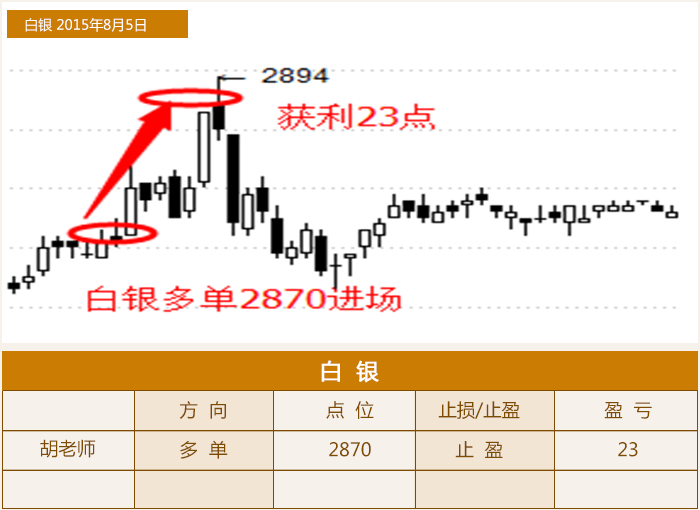 白银 2015年8月5日
2894
获利23点
白银多单2870进场
白 银
方 向 点 位 止损/止盈 盈 亏
胡老师 多 单 2870 止 盈 23